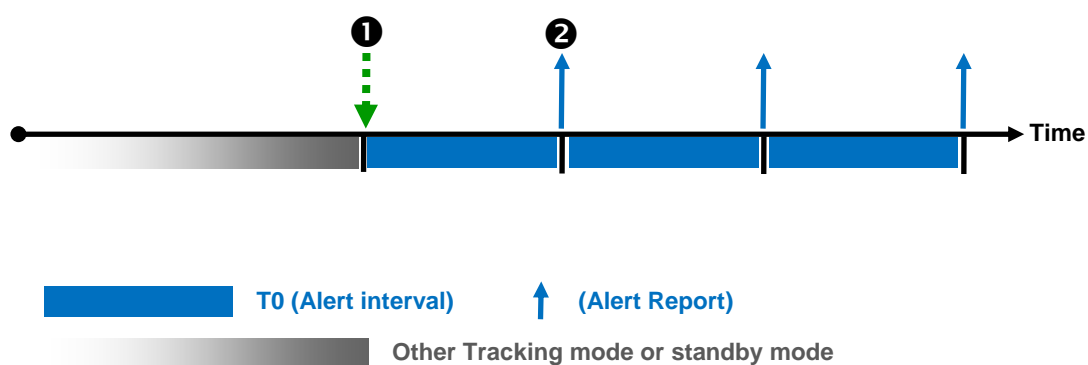 ❶ ❷
Time
T0 (Alert interval) (Alert Report)
Other Tracking mode or standby mode